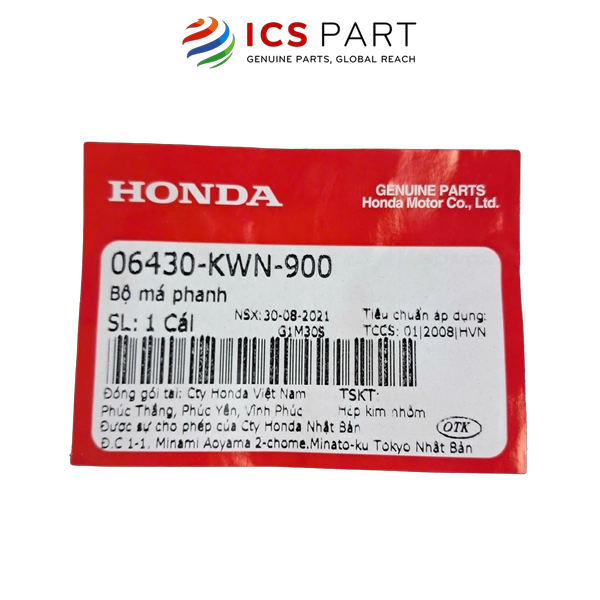 ICS PART
GENUINE PARTS, GLOBAL REACH
HONDA
GENUINE PARTS
Honda Motor Co., Ltd.
06430-KWN-900
Bộ má phanh
SL: 1 Cái
NSX: 30-08-2021
G1M30S
Tiêu chuẩn áp dụng:
TCCS: 01|2008|HVN
Đóng gói tại: Cty Honda Việt Nam
Phúc Thắng, Phúc Yên, Vĩnh Phúc
TSKT:
Hợp kim nhôm
Được sự cho phép của Cty Honda Nhật Bản
Đ.C 1-1, Minami Aoyama 2-chome,Minato-ku Tokyo Nhật Bản
OTK